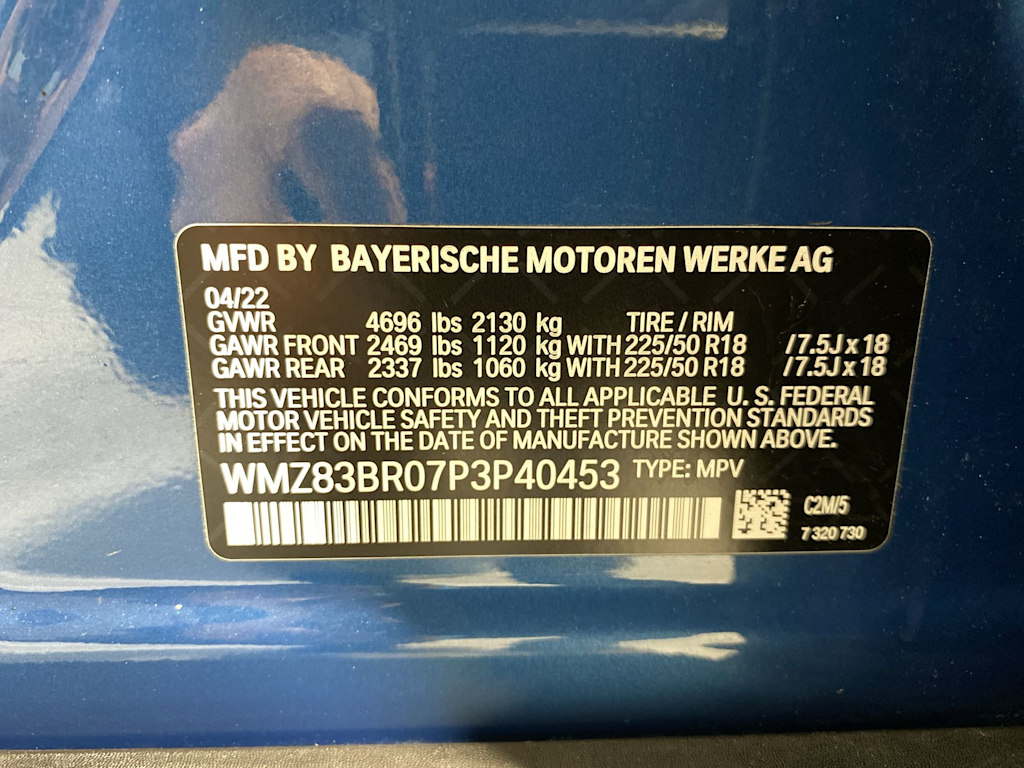 MFD BY BAYERISCHE MOTOREN WERKE AG
04/22
GVWR 4696 lbs 2130 kg TIRE / RIM
GAWR FRONT 2469 lbs 1120 kg WITH 225/50 R18 / 7.5J x 18
GAWR REAR 2337 lbs 1060 kg WITH 225/50 R18 / 7.5J x 18
THIS VEHICLE CONFORMS TO ALL APPLICABLE U. S. FEDERAL
MOTOR VEHICLE SAFETY AND THEFT PREVENTION STANDARDS
IN EFFECT ON THE DATE OF MANUFACTURE SHOWN ABOVE.
WMZ83BR07P3P40453 TYPE: MPV
C2M/5
7 320 730